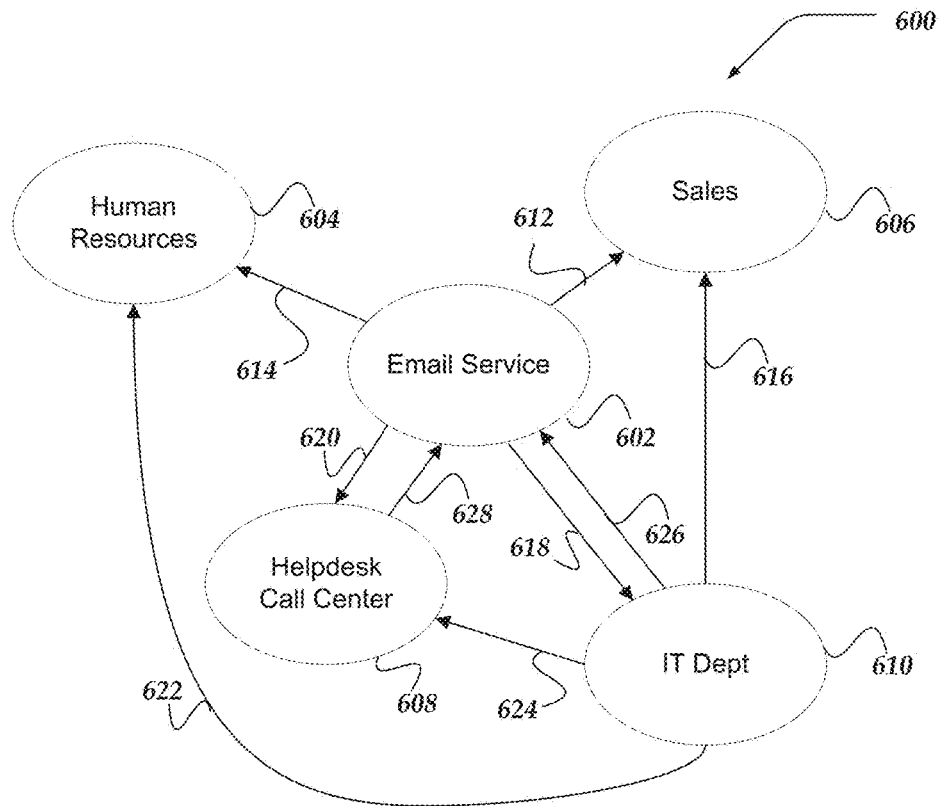 600
Human
Resources
604
Sales
606
612
614
Email Service
616
602
620
628
618
626
Helpdesk
Call Center
608
IT Dept
610
622
624